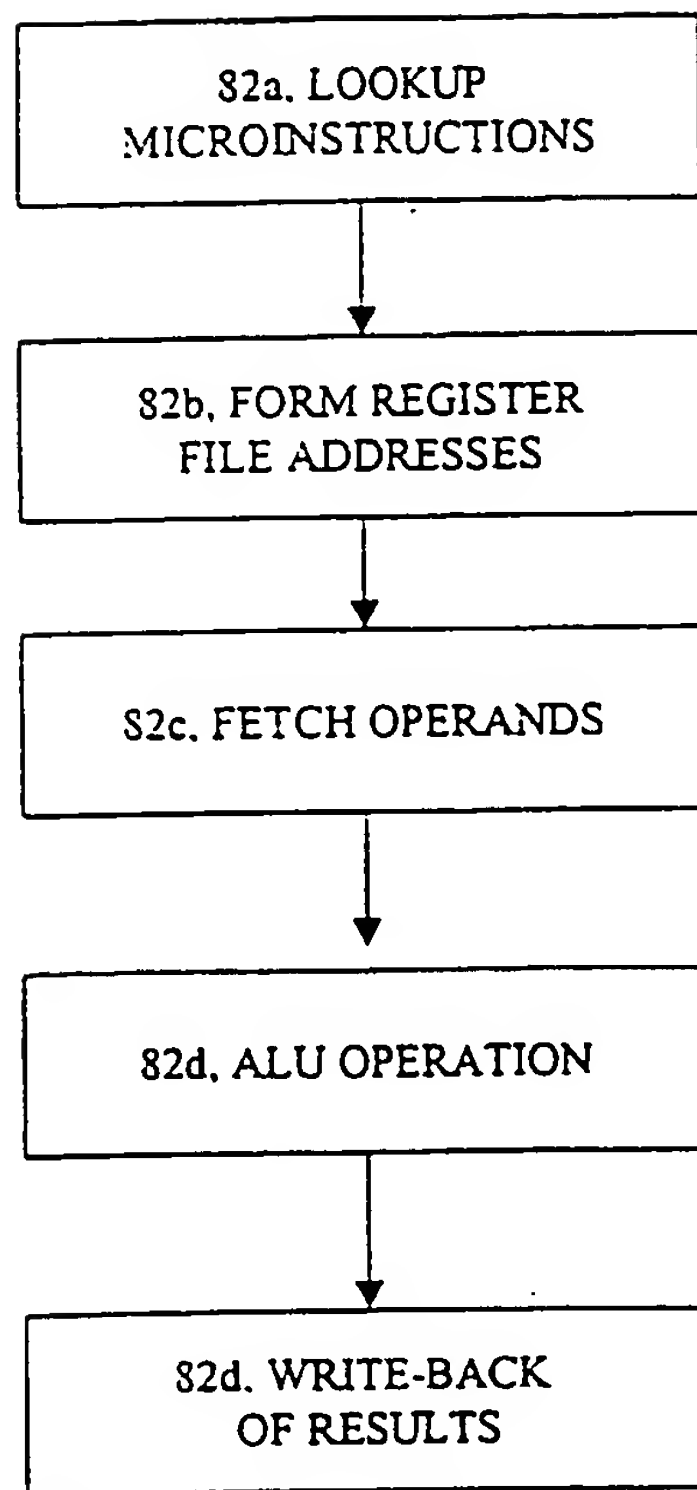 82a. LOOKUP
MICROINSTRUCTIONS
82b. FORM REGISTER
FILE ADDRESSES
82c. FETCH OPERANDS
82d. ALU OPERATION
82d. WRITE-BACK
OF RESULTS